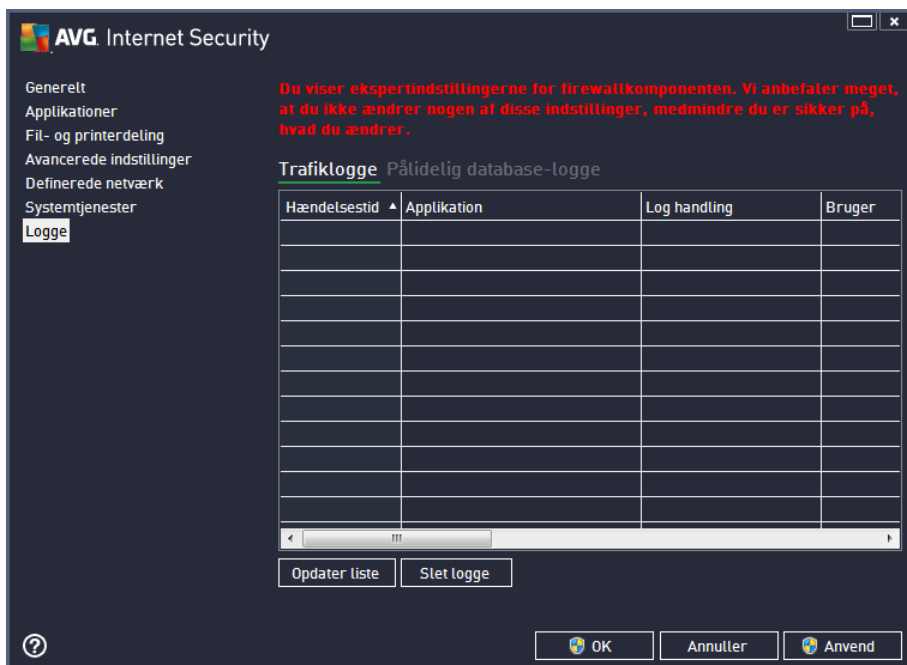 AVG. Internet Security
Generelt
Applikationer
Fil- og printerdeling
Avancerede indstillinger
Definerede netværk
Systemtjenester
Logge
Du viser ekspertindstillingerne for firewallkomponenten. Vi anbefaler meget,
at du ikke ændrer nogen af disse indstillinger, medmindre du er sikker på,
hvad du ændrer.
Trafiklogge Pålidelig database-logge
Hændelsestid Applikation Log handling Bruger
Opdater liste Slet logge
OK Annuller Anvend